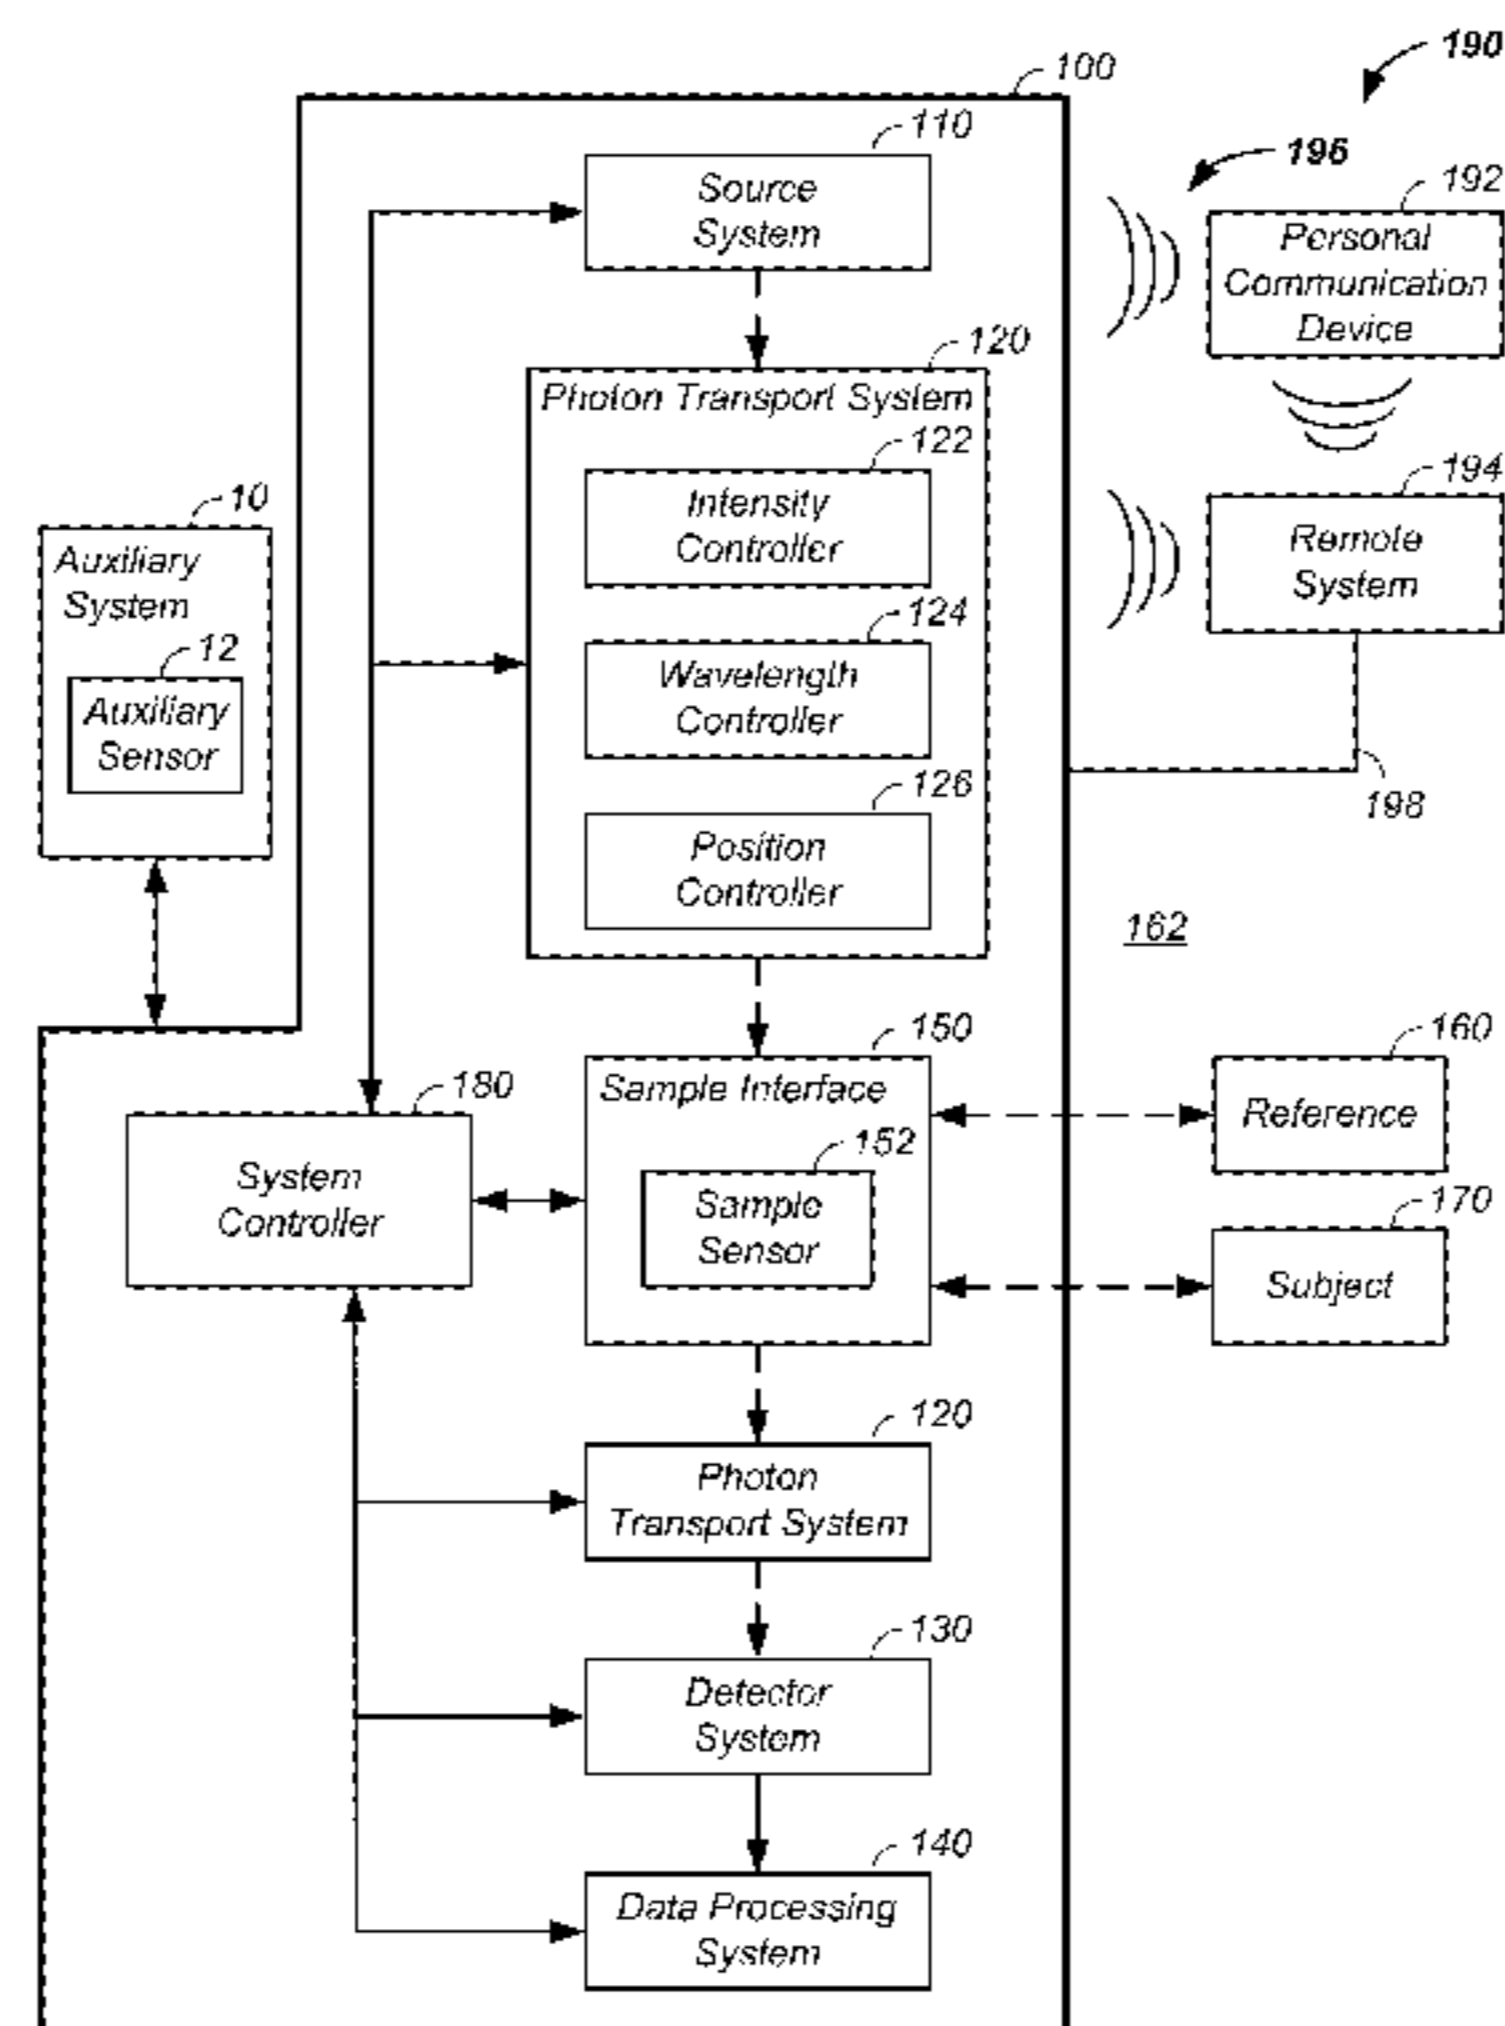 190
100
110
196
192
Source
System
Personal
Communication
Device
120
Photon Transport System
122
194
10
Intensity
Controller
Remote
System
Auxiliary
System
124
12
Wavelength
Controller
Auxiliary
Sensor
126
198
Position
Controller
162
150
160
180
Sample Interface
Reference
152
System
Controller
Sample
Sensor
170
Subject
120
Photon
Transport System
130
Detector
System
140
Data Processing
System